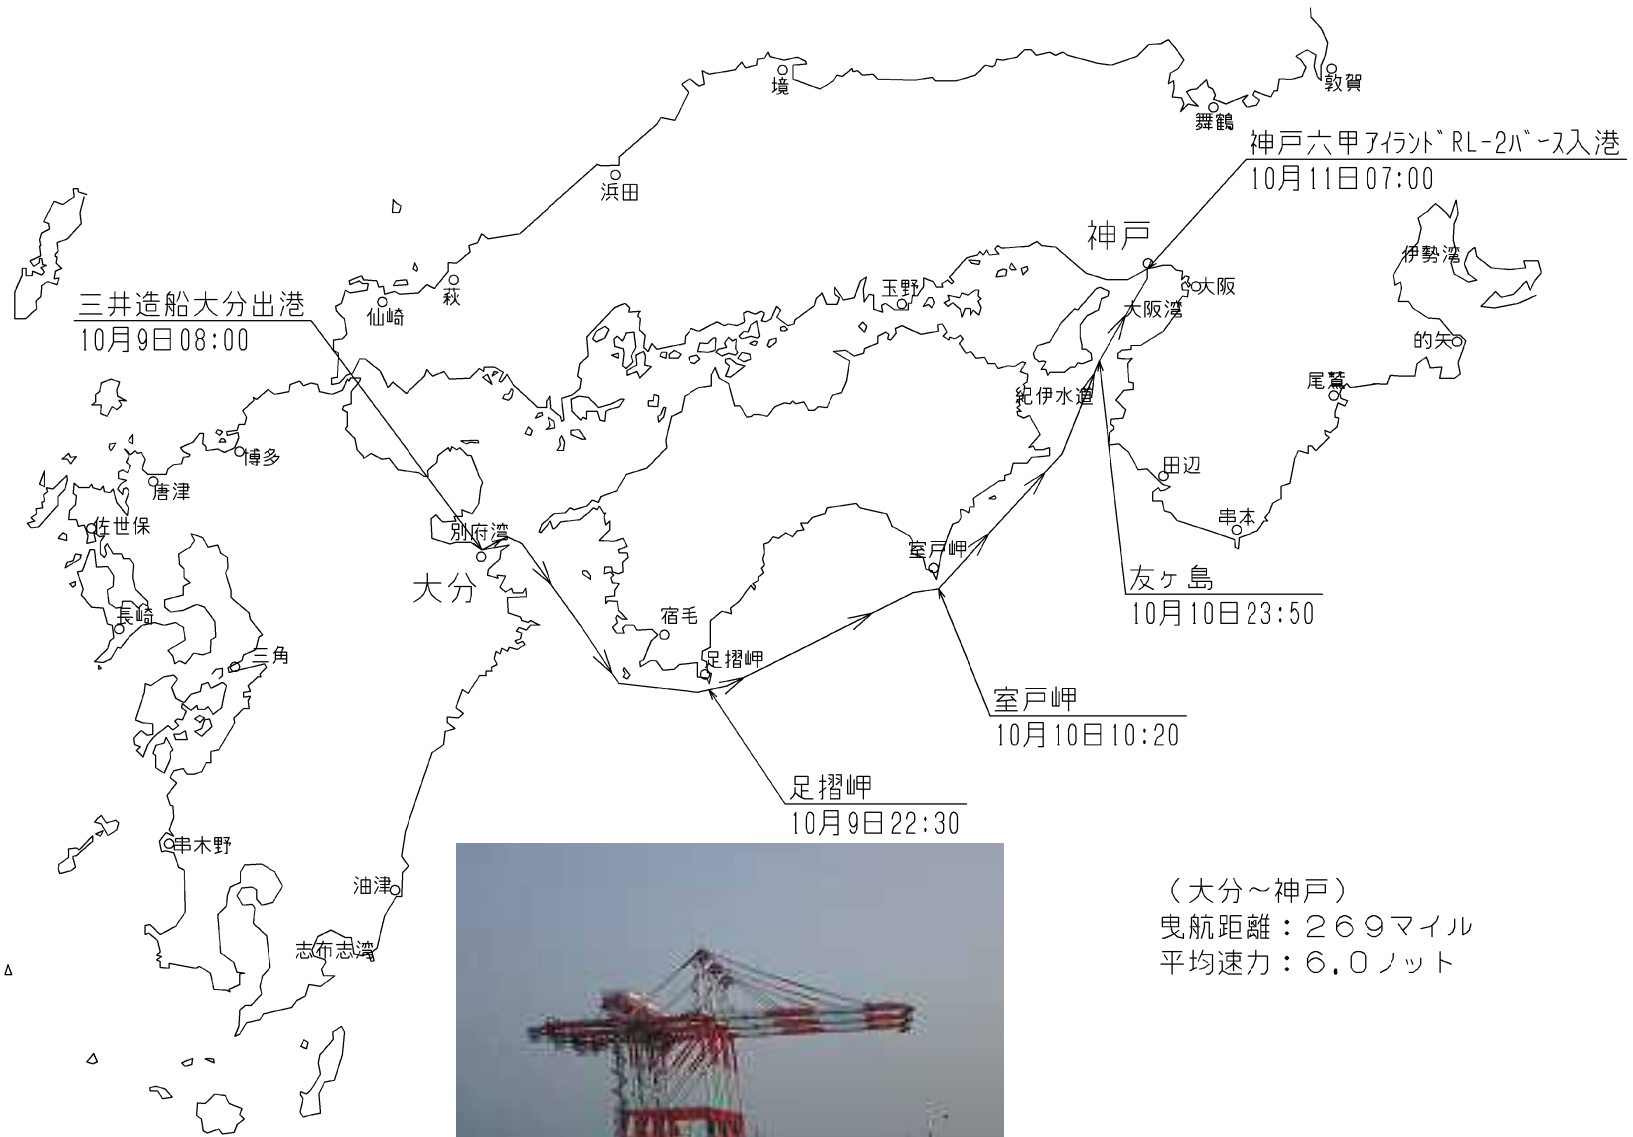 敦賀
境
舞鶴
神戸六甲ｱｲﾗﾝﾄﾞRL-2ﾊﾞｰｽ入港
10月11日07:00
浜田
神戸
伊勢湾
萩
玉野
大阪
三井造船大分出港
10月9日08:00
仙崎
大阪湾
的矢
尾鷲
紀伊水道
博多
唐津
田辺
佐世保
別府湾
串本
室戸岬
大分
友ヶ島
10月10日23:50
長崎
宿毛
三角
足摺岬
室戸岬
10月10日10:20
足摺岬
10月9日22:30
串木野
油津
志布志湾
（大分～神戸）
曳航距離：２６９マイル
平均速力：６.０ノット